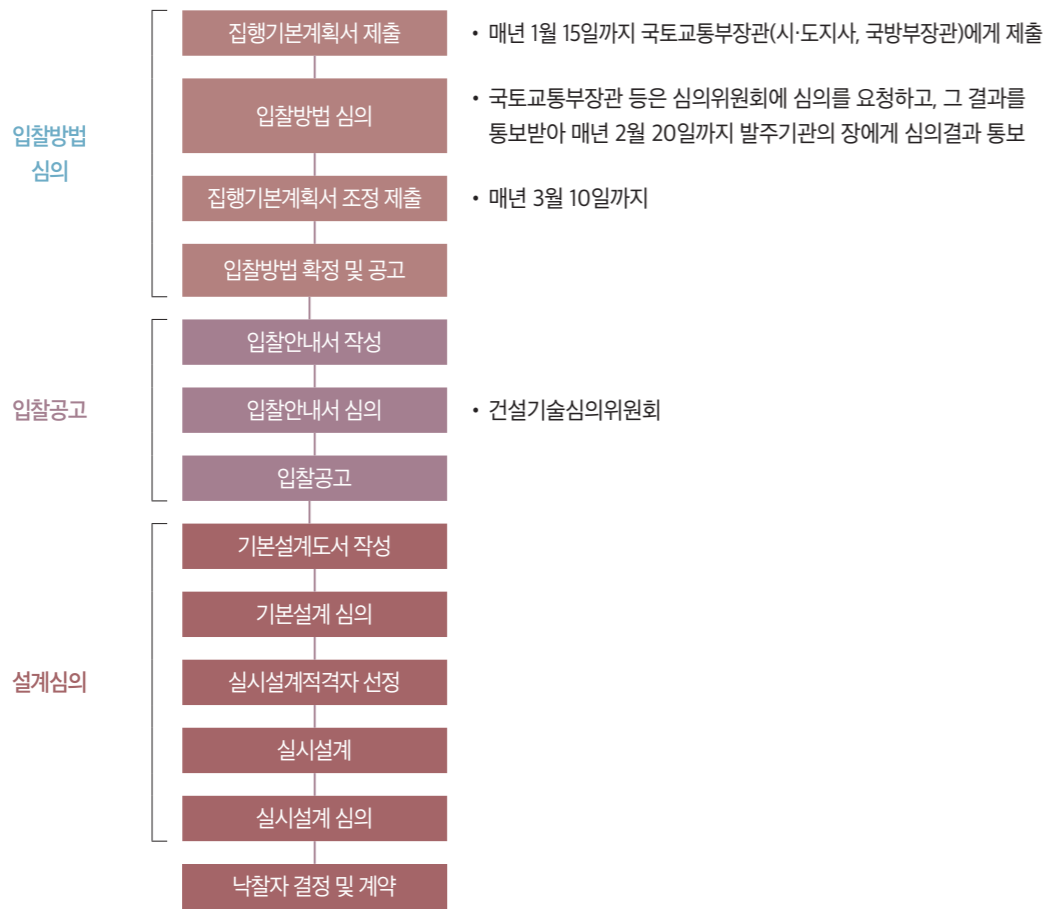 집행기본계획서 제출
• 매년 1월 15일까지 국토교통부장관(시·도지사, 국방부장관)에게 제출
입찰방법
심의
입찰방법 심의
• 국토교통부장관 등은 심의위원회에 심의를 요청하고, 그 결과를
통보받아 매년 2월 20일까지 발주기관의 장에게 심의결과 통보
집행기본계획서 조정 제출
• 매년 3월 10일까지
입찰방법 확정 및 공고
입찰공고
입찰안내서 작성
입찰안내서 심의
• 건설기술심의위원회
입찰공고
설계심의
기본설계도서 작성
기본설계 심의
실시설계적격자 선정
실시설계
실시설계 심의
낙찰자 결정 및 계약